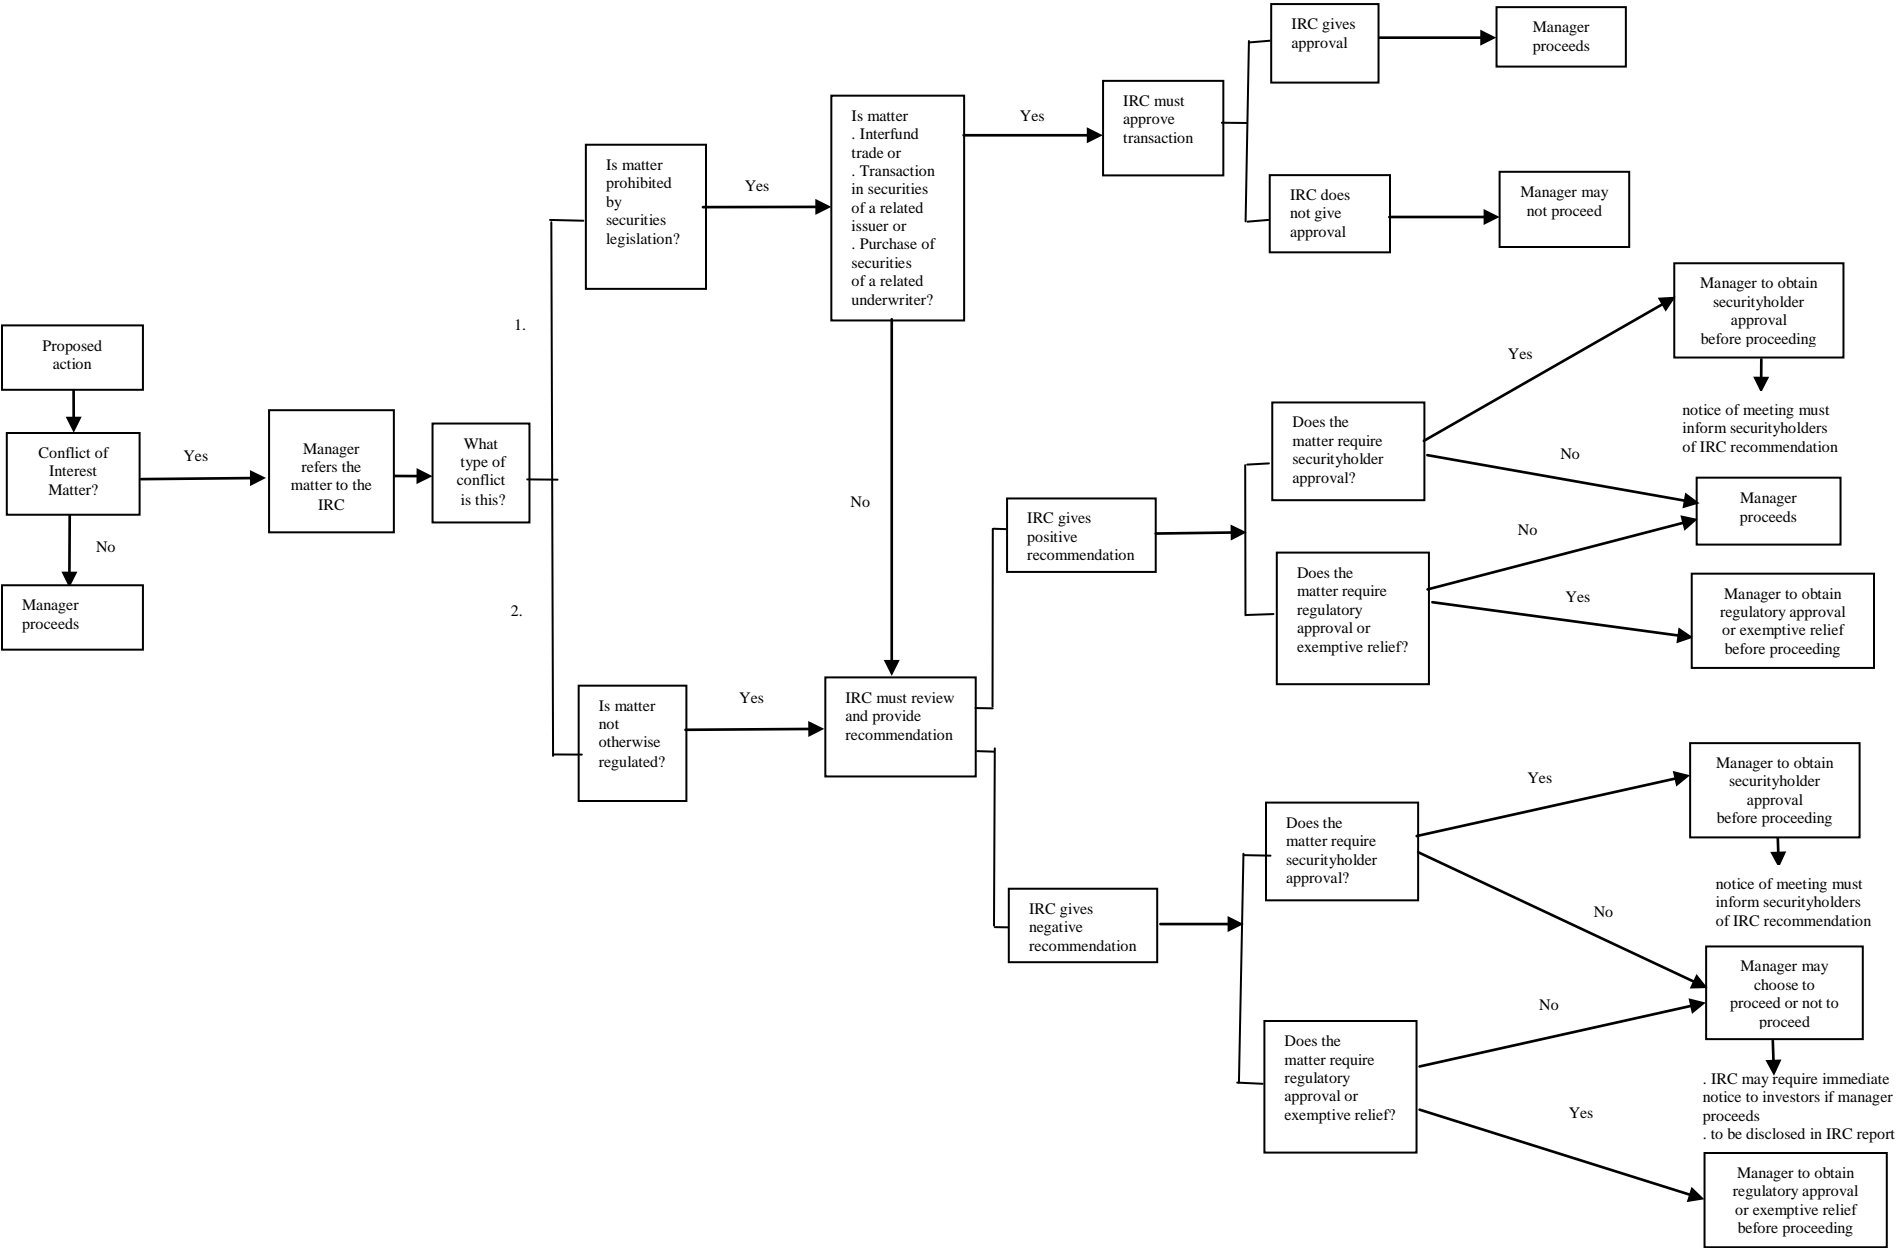 Proposed
action
Conflict of
Interest
Matter?
Yes
No
Manager
proceeds
Manager
refers the
matter to the
IRC
What
type of
conflict
is this?
1.
2.
Is matter
prohibited
by
securities
legislation?
Yes
Is matter
. Interfund
trade or
. Transaction
in securities
of a related
issuer or
. Purchase of
securities
of a related
underwriter?
Yes
No
IRC must
approve
transaction
IRC gives
approval
Manager
proceeds
IRC does
not give
approval
Manager may
not proceed
Is matter
not
otherwise
regulated?
Yes
IRC must review
and provide
recommendation
IRC gives
positive
recommendation
Does the
matter require
securityholder
approval?
Yes
No
Manager to obtain
securityholder
approval
before proceeding
notice of meeting must
inform securityholders
of IRC recommendation
Manager
proceeds
Does the
matter require
regulatory
approval or
exemptive relief?
No
Yes
Manager to obtain
regulatory approval
or exemptive relief
before proceeding
IRC gives
negative
recommendation
Does the
matter require
securityholder
approval?
Yes
No
Manager to obtain
securityholder
approval
before proceeding
notice of meeting must
inform securityholders
of IRC recommendation
Manager may
choose to
proceed or not to
proceed
. IRC may require immediate
notice to investors if manager
proceeds
. to be disclosed in IRC report
Does the
matter require
regulatory
approval or
exemptive relief?
No
Yes
Manager to obtain
regulatory approval
or exemptive relief
before proceeding